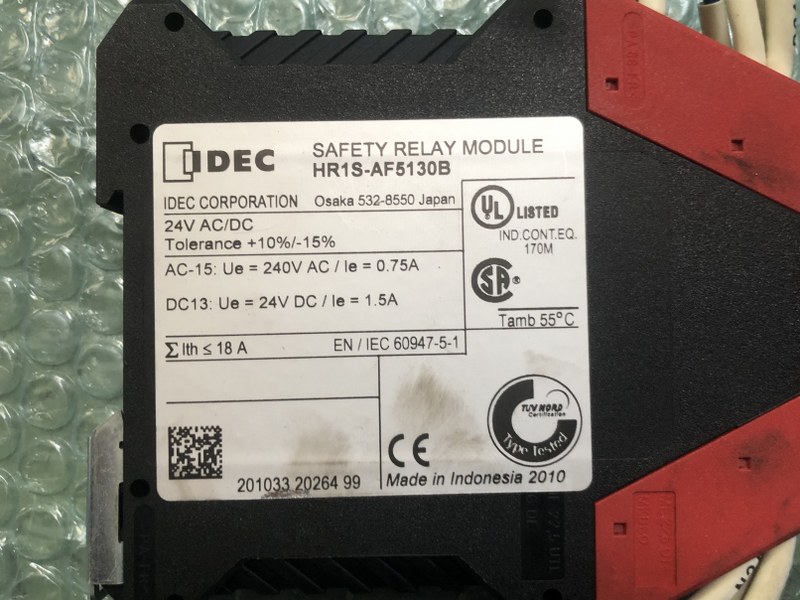 IDEC
SAFETY RELAY MODULE
HR1S-AF5130B
IDEC CORPORATION Osaka 532-8550 Japan
24V AC/DC
Tolerance +10%/-15%
AC-15: Ue = 240V AC / Ie = 0.75A
DC13: Ue = 24V DC / Ie = 1.5A
Σ Ith ≤ 18 A EN / IEC 60947-5-1
UL LISTED
IND.CONT.EQ.
170M
SA®
Tamb 55°C
TUV NORD
Certification
Type Tested
CE
201033 20264 99
Made in Indonesia 2010